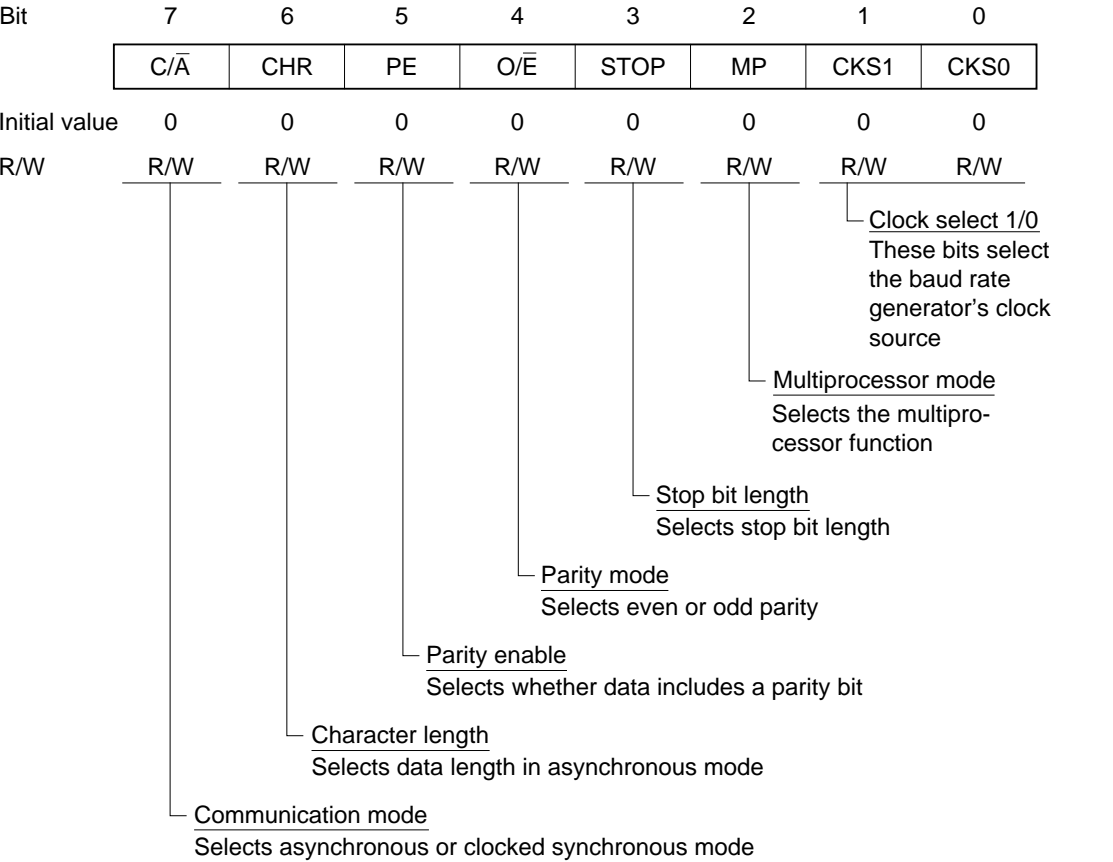 Bit 7 6 5 4 3 2 1 0
C/A̅ CHR PE O/E̅ STOP MP CKS1 CKS0
Initial value 0 0 0 0 0 0 0 0
R/W R/W R/W R/W R/W R/W R/W R/W R/W
Clock select 1/0
These bits select
the baud rate
generator's clock
source
Multiprocessor mode
Selects the multipro-
cessor function
Stop bit length
Selects stop bit length
Parity mode
Selects even or odd parity
Parity enable
Selects whether data includes a parity bit
Character length
Selects data length in asynchronous mode
Communication mode
Selects asynchronous or clocked synchronous mode